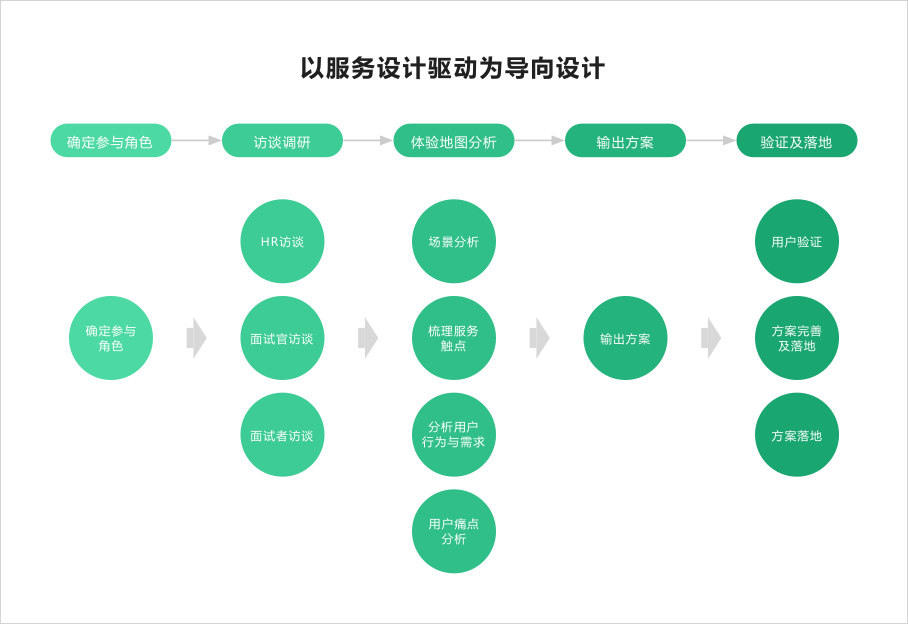 以服务设计驱动为导向设计
确定参与角色
访谈调研
体验地图分析
输出方案
验证及落地
HR访谈
场景分析
用户验证
确定参与
角色
面试官访谈
梳理服务
触点
输出方案
方案完善
及落地
面试者访谈
分析用户
行为与需求
方案落地
用户痛点
分析